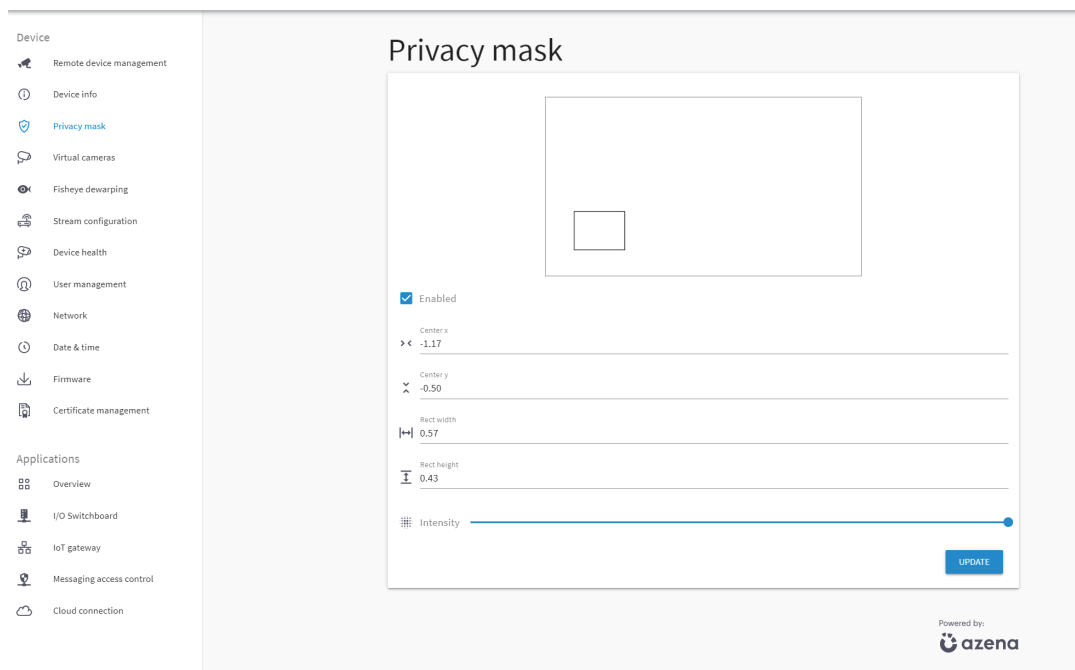 Device
Remote device management
Device info
Privacy mask
Virtual cameras
Fisheye dewarping
Stream configuration
Device health
User management
Network
Date & time
Firmware
Certificate management
Applications
Overview
I/O Switchboard
IoT gateway
Messaging access control
Cloud connection
Privacy mask
Enabled
Center x
-1.17
Center y
-0.50
Rect width
0.57
Rect height
0.43
Intensity
UPDATE
Powered by:
azena